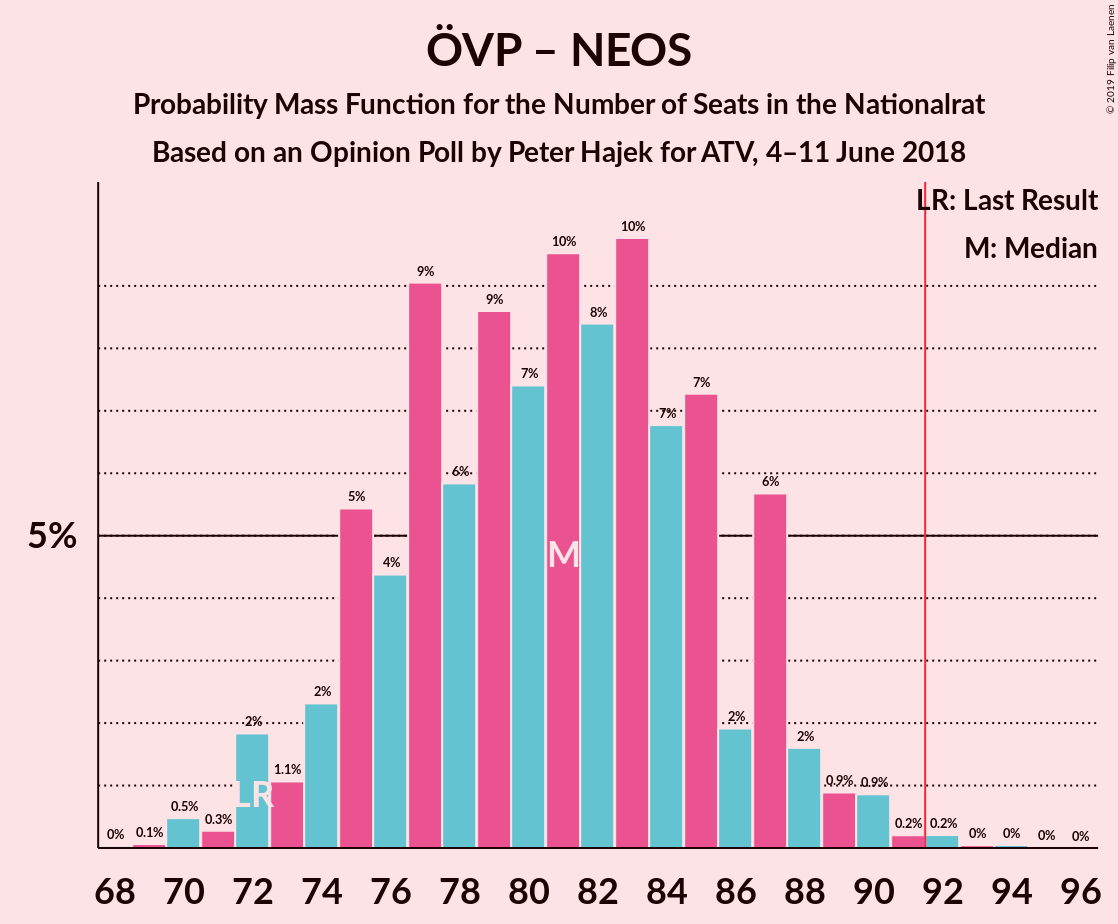 ÖVP – NEOS
Probability Mass Function for the Number of Seats in the Nationalrat
Based on an Opinion Poll by Peter Hajek for ATV, 4–11 June 2018
© 2019 Filip van Laenen
LR: Last Result
M: Median
5%
0% 0.1% 0.5% 0.3% 2% 1.1% 2% 5% 4% 9% 6% 9% 7% 10% 8% 10% 7% 7% 2% 6% 2% 0.9% 0.9% 0.2% 0.2% 0% 0% 0% 0%
M
LR
68 70 72 74 76 78 80 82 84 86 88 90 92 94 96